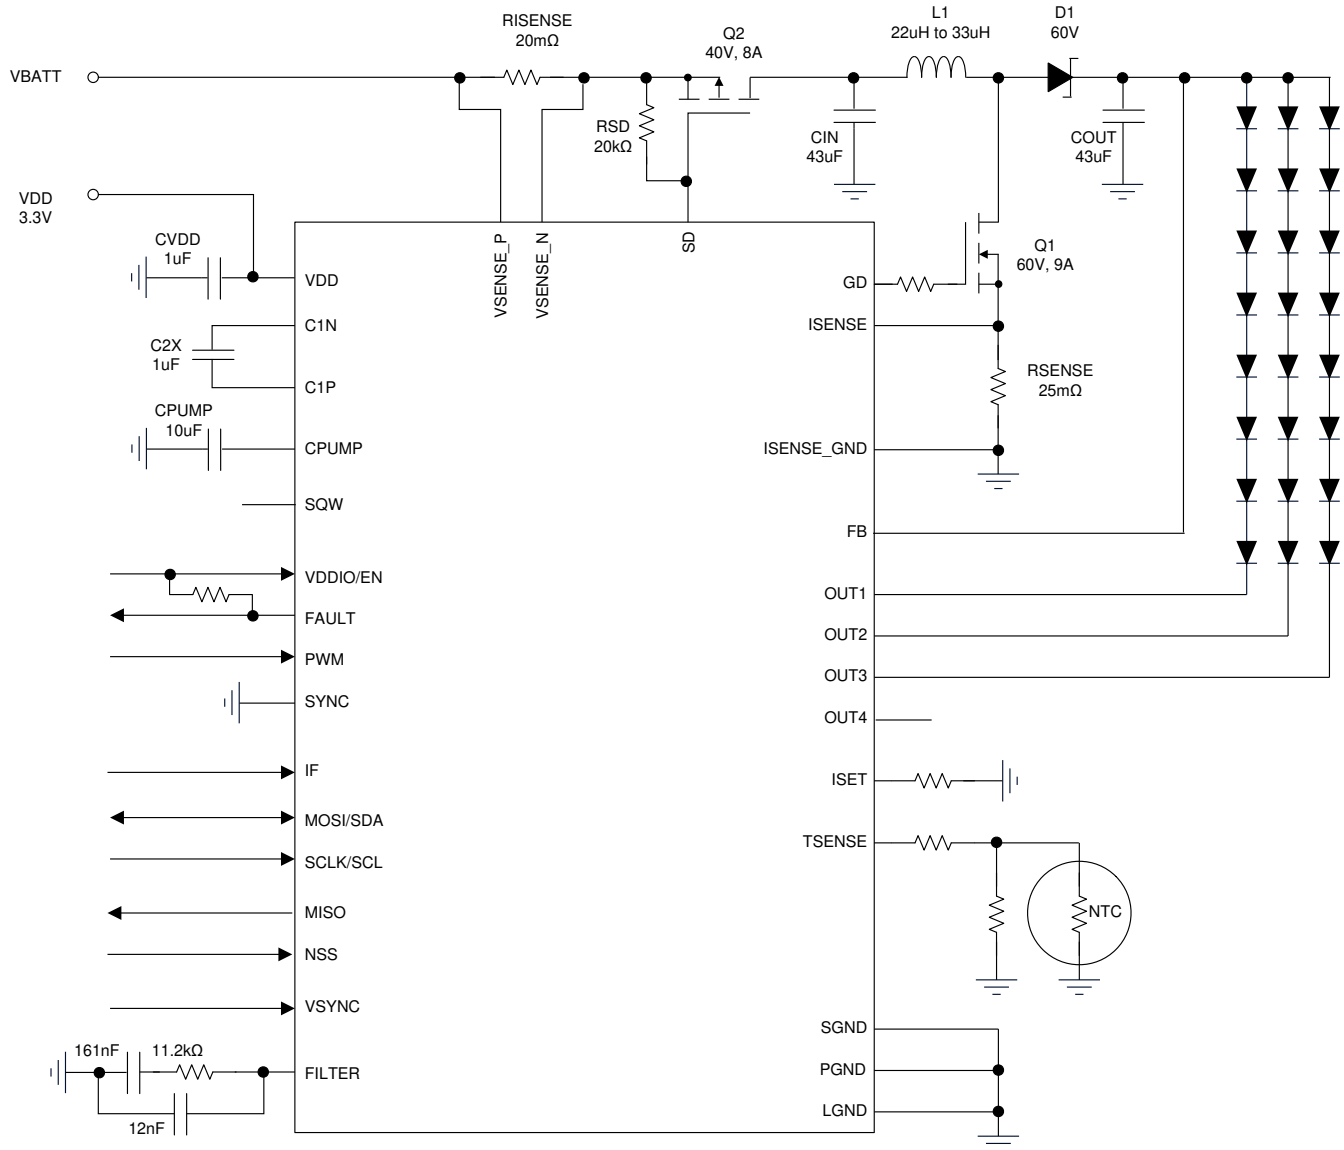 RISENSE
20mΩ
Q2
40V, 8A
L1
22uH to 33uH
D1
60V
VBATT
RSD
20kΩ
CIN
43uF
COUT
43uF
VDD
3.3V
CVDD
1uF
VSENSE_P
VSENSE_N
SD
Q1
60V, 9A
VDD
GD
C1N
ISENSE
C2X
1uF
C1P
RSENSE
25mΩ
CPUMP
10uF
CPUMP
ISENSE_GND
SQW
FB
VDDIO/EN
OUT1
FAULT
OUT2
PWM
OUT3
SYNC
OUT4
IF
ISET
MOSI/SDA
TSENSE
SCLK/SCL
MISO
NTC
NSS
VSYNC
SGND
161nF
11.2kΩ
FILTER
PGND
LGND
12nF